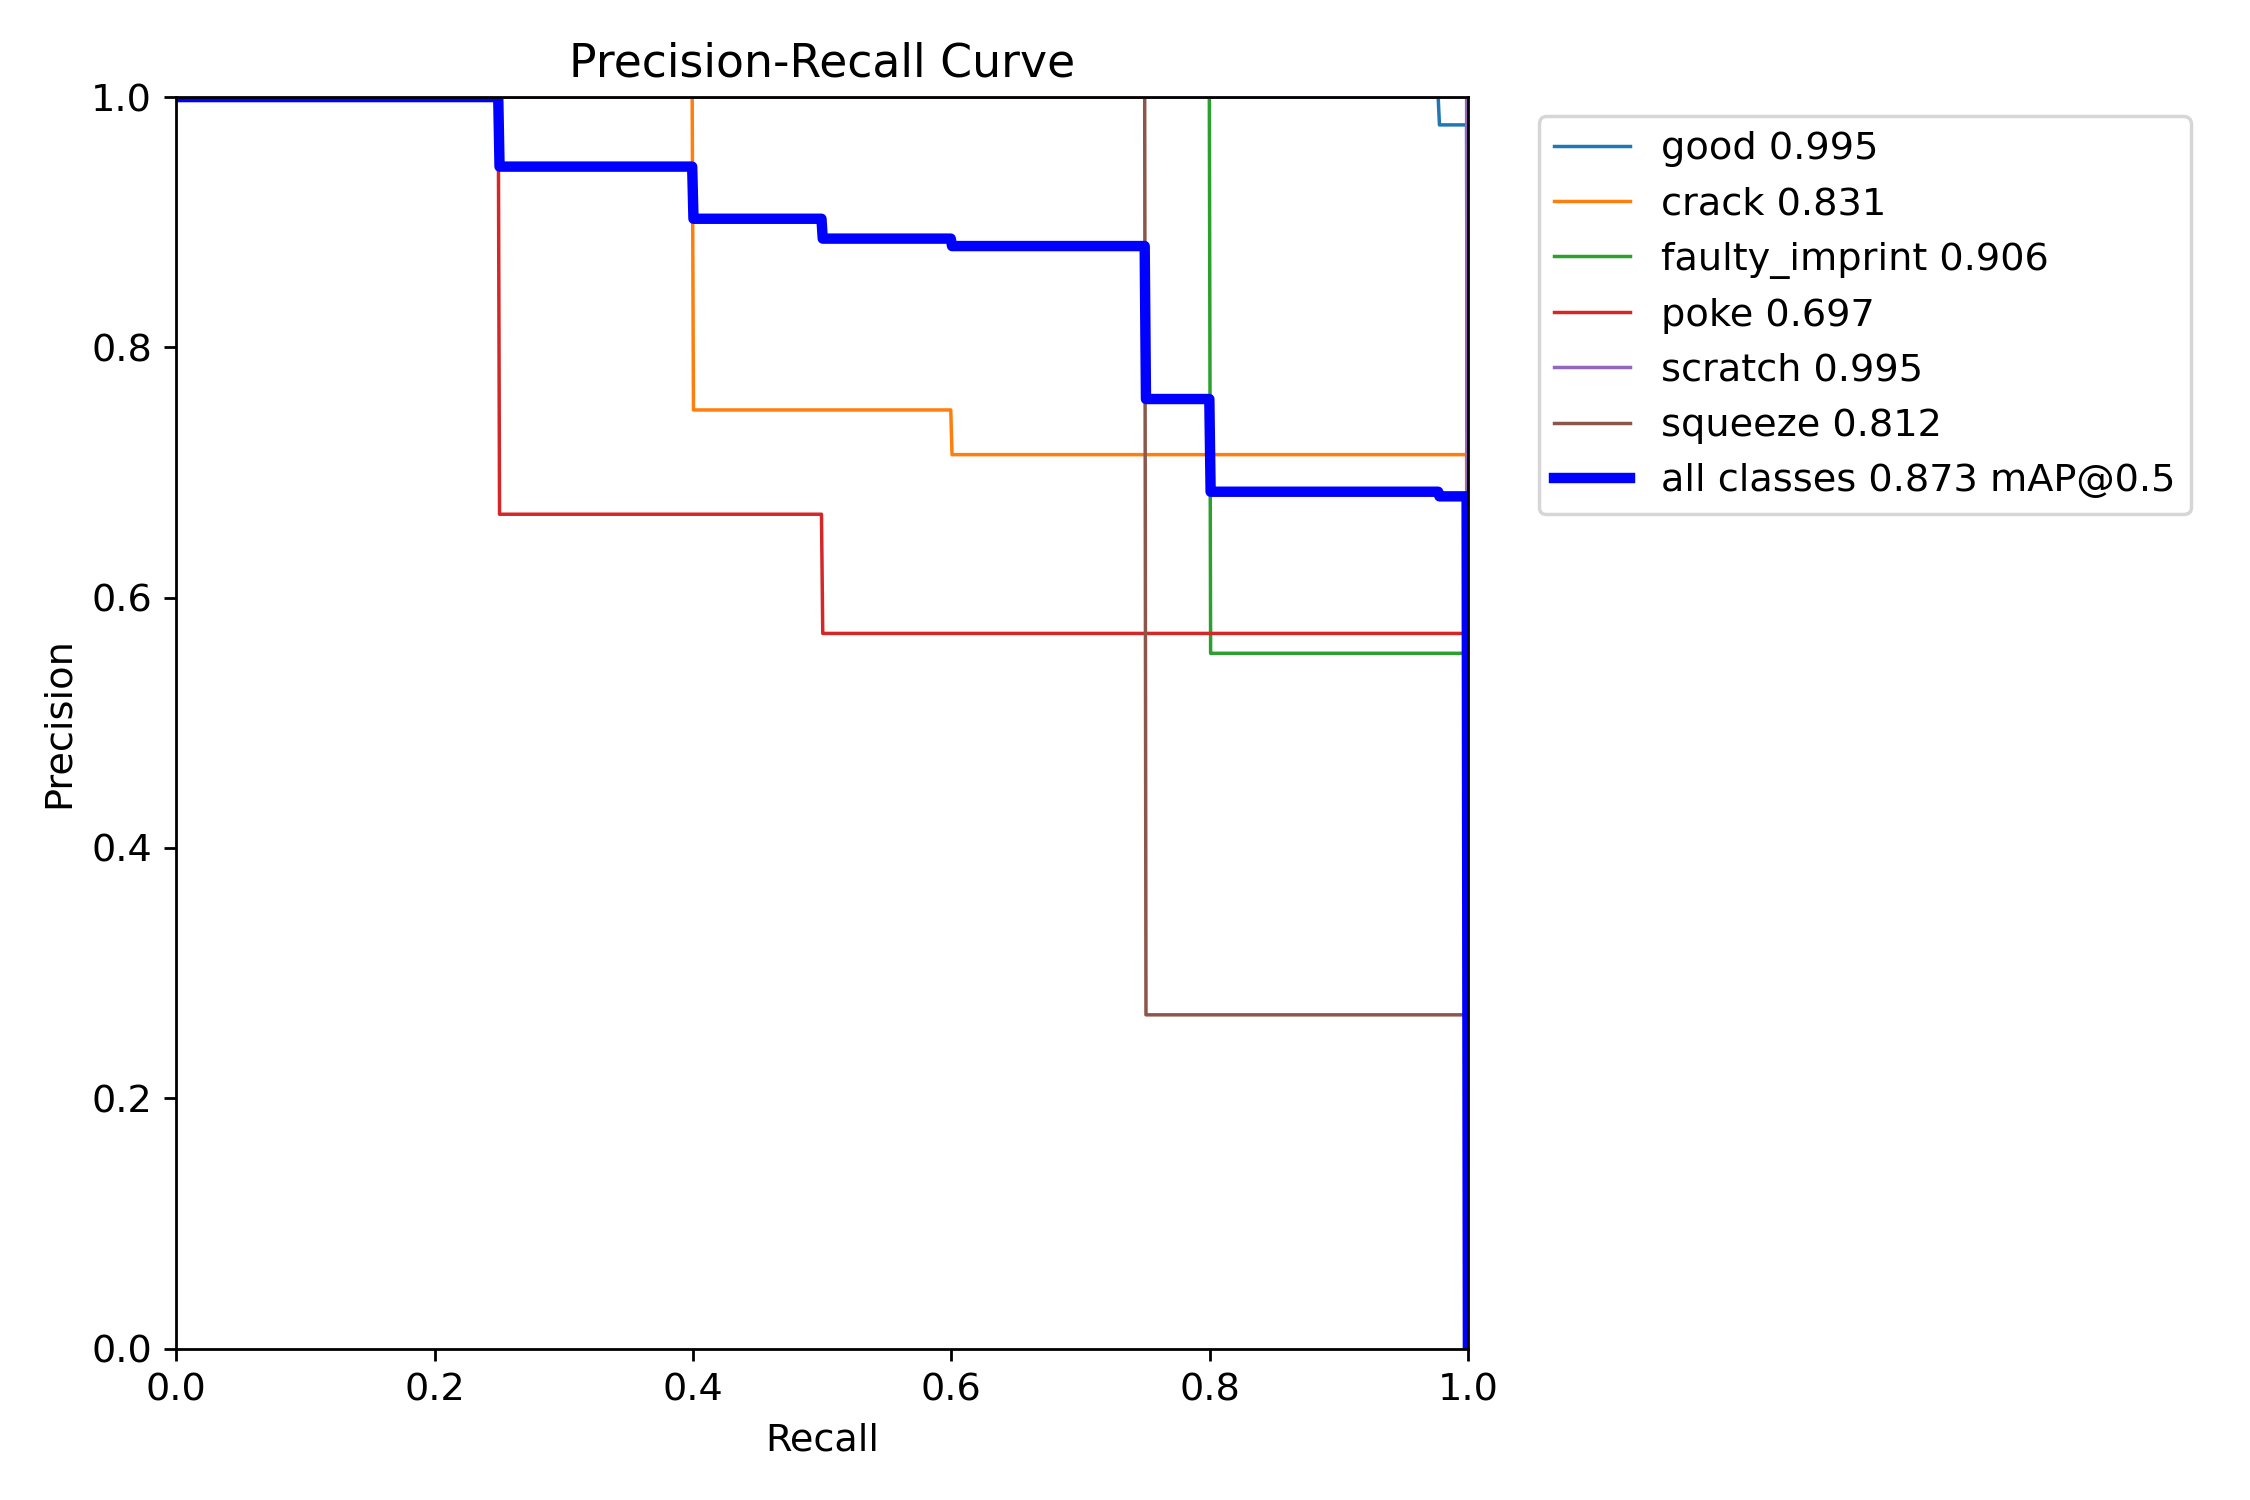 Precision-Recall Curve
1.0
0.8
0.6
0.4
0.2
0.0
Precision
0.0 0.2 0.4 0.6 0.8 1.0
Recall
good 0.995
crack 0.831
faulty_imprint 0.906
poke 0.697
scratch 0.995
squeeze 0.812
all classes 0.873 mAP@0.5